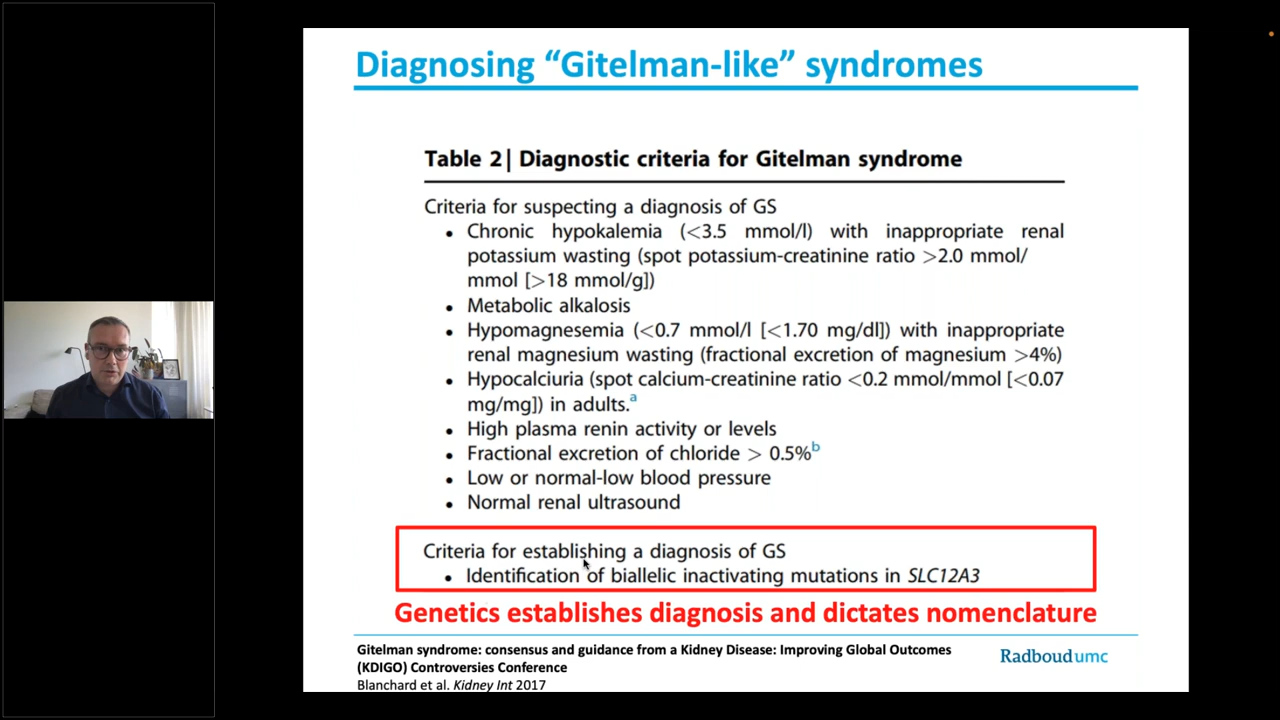 Diagnosing “Gitelman-like” syndromes
Table 2| Diagnostic criteria for Gitelman syndrome
Criteria for suspecting a diagnosis of GS
• Chronic hypokalemia (<3.5 mmol/l) with inappropriate renal
potassium wasting (spot potassium-creatinine ratio >2.0 mmol/
mmol [>18 mmol/g])
• Metabolic alkalosis
• Hypomagnesemia (<0.7 mmol/l [<1.70 mg/dl]) with inappropriate
renal magnesium wasting (fractional excretion of magnesium >4%)
• Hypocalciuria (spot calcium-creatinine ratio <0.2 mmol/mmol [<0.07
mg/mg]) in adults.a
• High plasma renin activity or levels
• Fractional excretion of chloride > 0.5%b
• Low or normal-low blood pressure
• Normal renal ultrasound
Criteria for establishing a diagnosis of GS
• Identification of biallelic inactivating mutations in SLC12A3
Genetics establishes diagnosis and dictates nomenclature
Gitelman syndrome: consensus and guidance from a Kidney Disease: Improving Global Outcomes
(KDIGO) Controversies Conference
Blanchard et al. Kidney Int 2017
Radboudumc